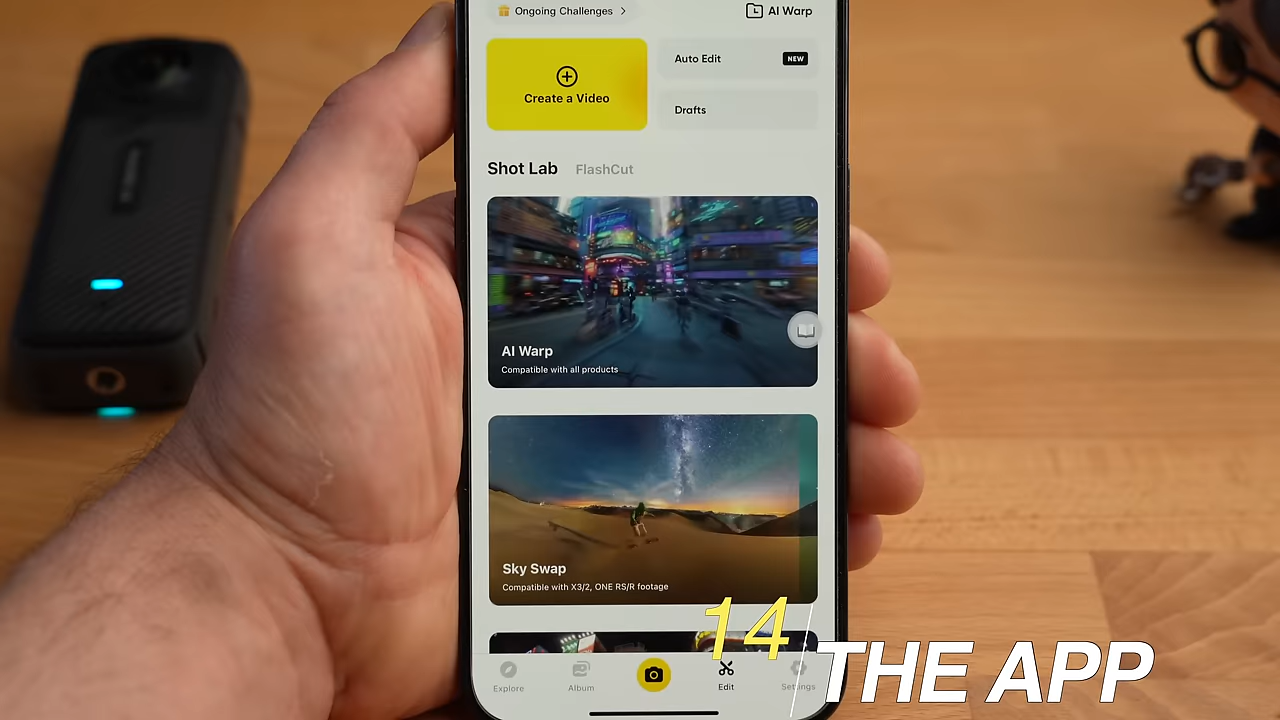 Ongoing Challenges >
AI Warp
Create a Video
Auto Edit
NEW
Drafts
Shot Lab
FlashCut
AI Warp
Compatible with all products
Sky Swap
Compatible with X3/2, ONE RS/R footage
Explore
Album
Edit
Settings
14
THE APP